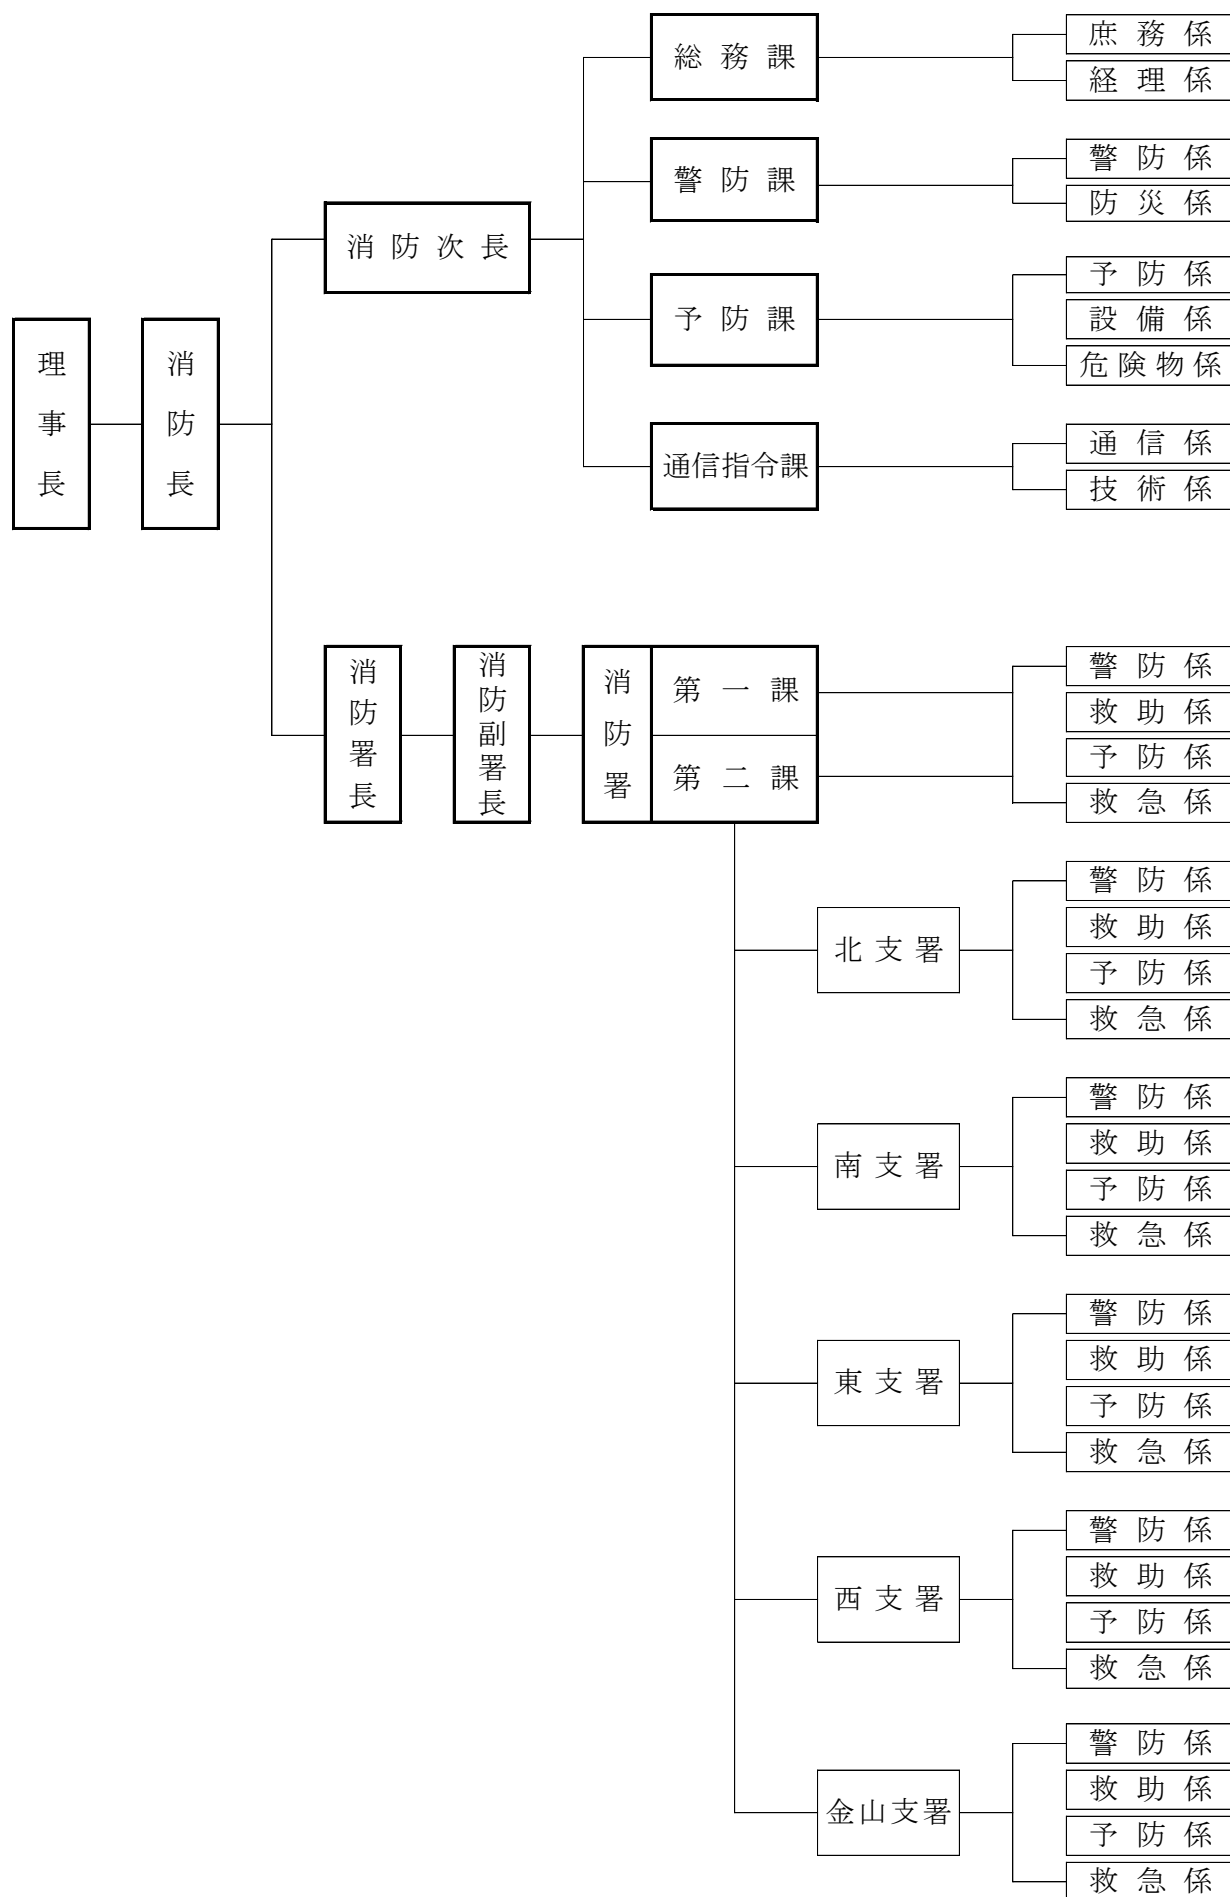 理事長
消防長
消防次長
総務課
庶務係
経理係
警防課
警防係
防災係
予防課
予防係
設備係
危険物係
通信指令課
通信係
技術係
消防署長
消防副署長
消防署
第一課
第二課
警防係
救助係
予防係
救急係
北支署
警防係
救助係
予防係
救急係
南支署
警防係
救助係
予防係
救急係
東支署
警防係
救助係
予防係
救急係
西支署
警防係
救助係
予防係
救急係
金山支署
警防係
救助係
予防係
救急係